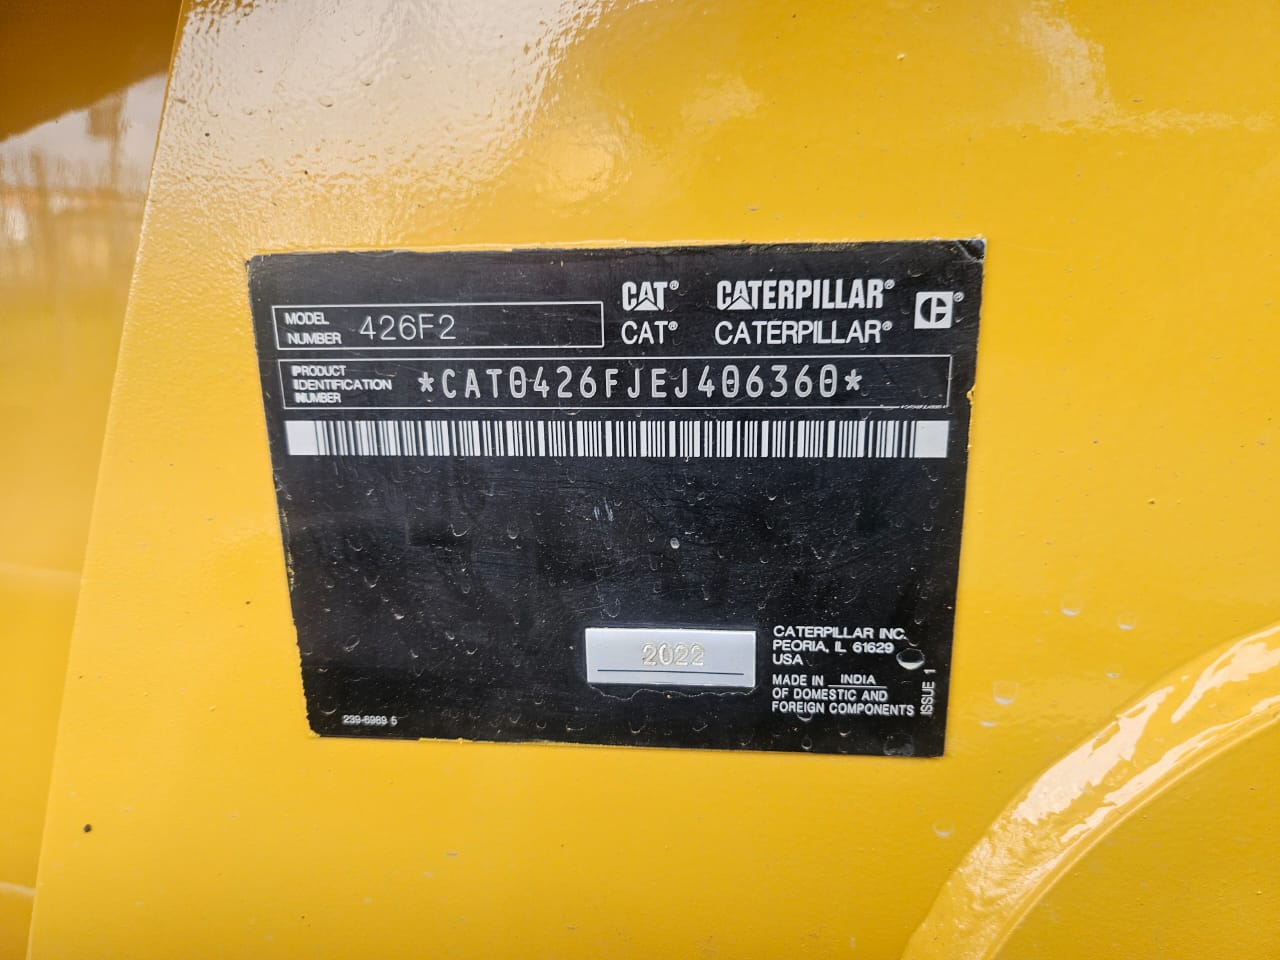 CAT® CATERPILLAR®
MODEL NUMBER 426F2
CAT® CATERPILLAR®
PRODUCT IDENTIFICATION NUMBER *CAT0426FJEJ406360*
2022
CATERPILLAR INC.
PEORIA, IL 61629
USA
MADE IN INDIA
OF DOMESTIC AND
FOREIGN COMPONENTS
ISSUE 1
239-6969 5